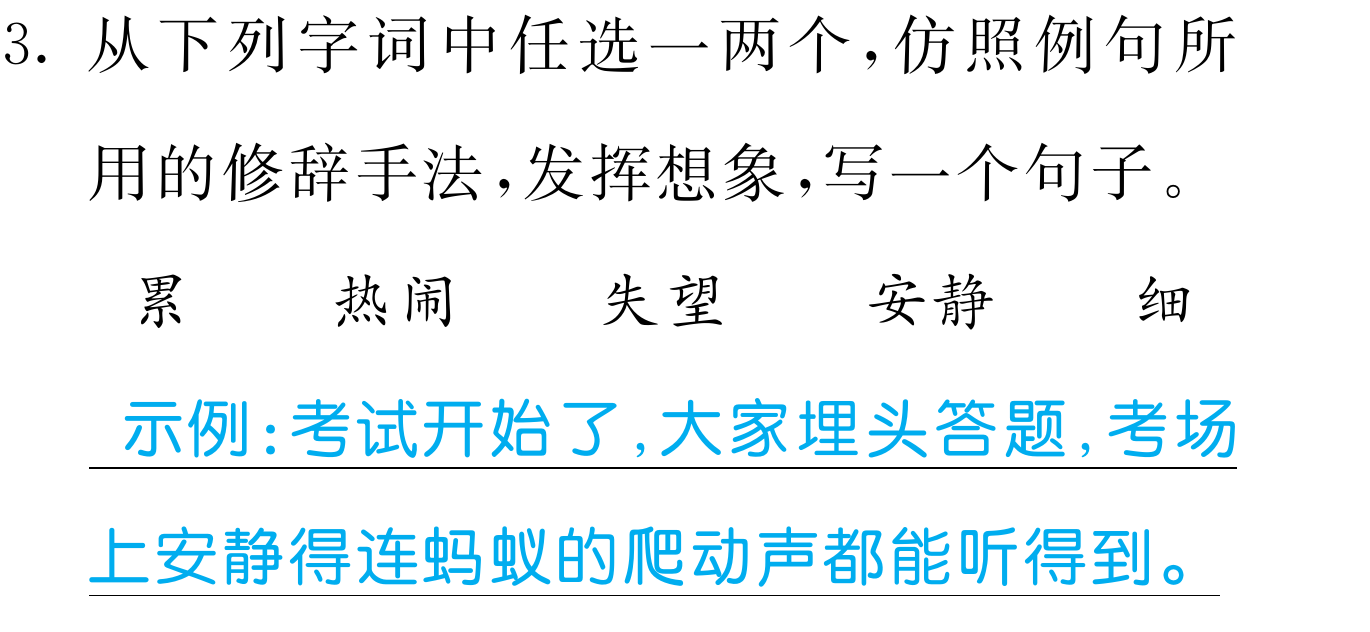 3. 从下列字词中任选一两个,仿照例句所
用的修辞手法,发挥想象,写一个句子。
累 热闹 失望 安静 细
示例:考试开始了,大家埋头答题,考场
上安静得连蚂蚁的爬动声都能听得到。